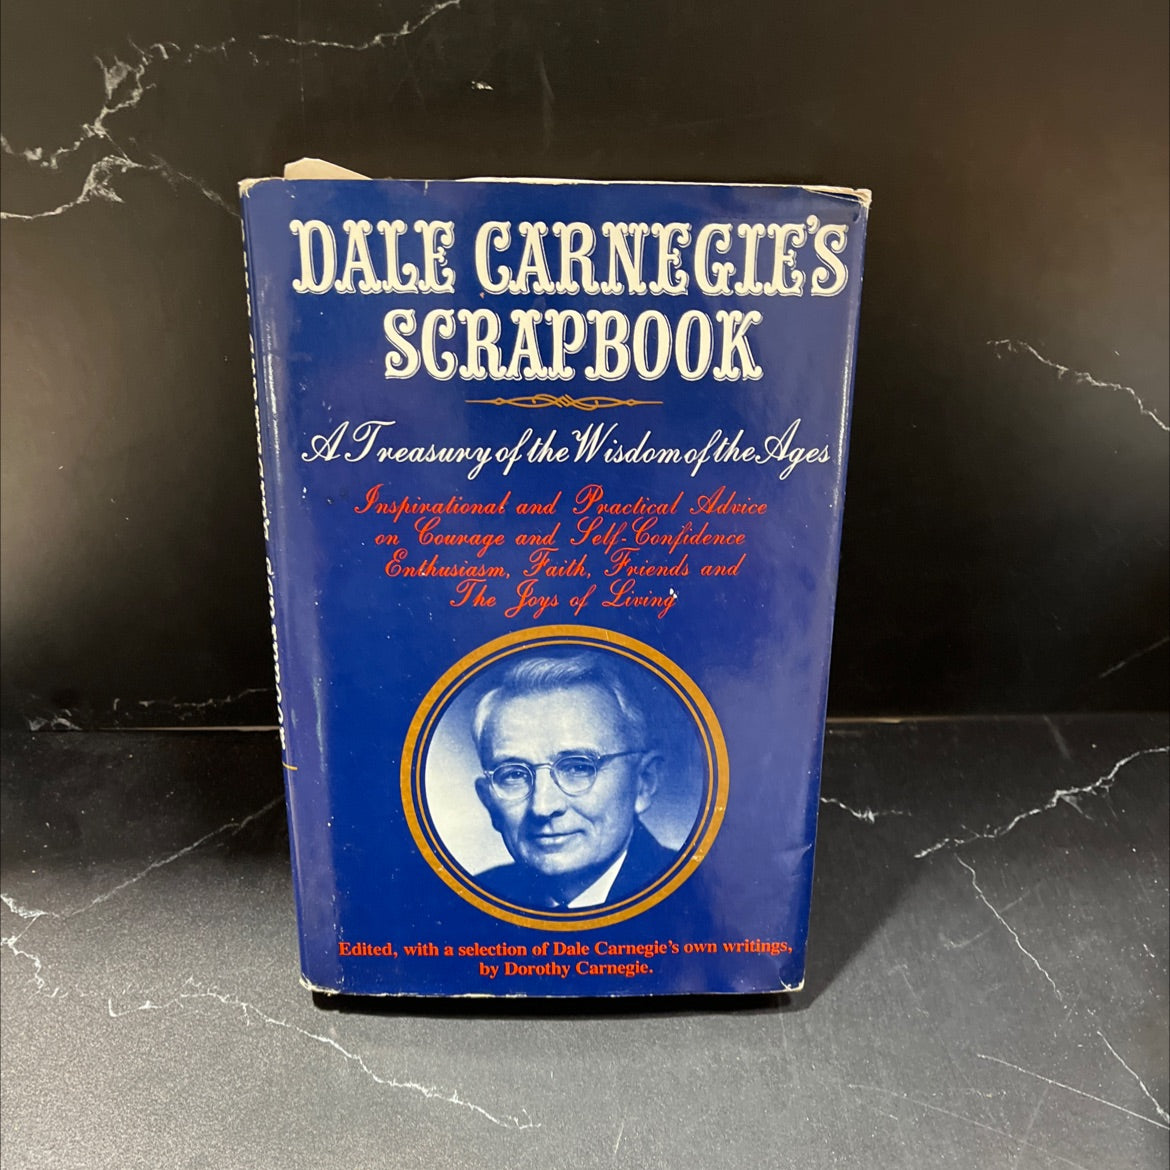 DALE CARNEGIE'S
SCRAPBOOK
A Treasury of the Wisdom of the Ages
Inspirational and Practical Advice
on Courage and Self-Confidence
Enthusiasm, Faith, Friends and
The Joys of Living
Edited, with a selection of Dale Carnegie's own writings,
by Dorothy Carnegie.